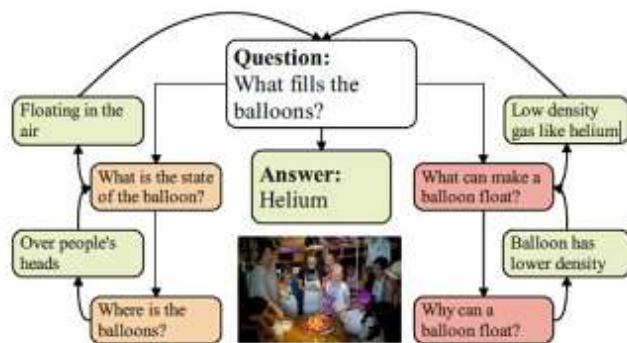 Question:
What fills the
balloons?
Floating in the
air
Low density
gas like helium
What is the state
of the balloon?
Answer:
Helium
What can make a
balloon float?
Over people's
heads
Balloon has
lower density
Where is the
balloons?
Why can a
balloon float?